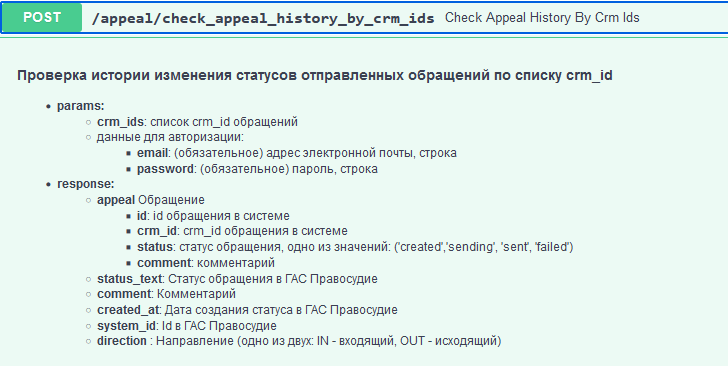 POST /appeal/check_appeal_history_by_crm_ids Check Appeal History By Crm Ids
Проверка истории изменения статусов отправленных обращений по списку crm_id
params:
crm_ids: список crm_id обращений
данные для авторизации:
email: (обязательное) адрес электронной почты, строка
password: (обязательное) пароль, строка
response:
appeal Обращение
id: id обращения в системе
crm_id: crm_id обращения в системе
status: статус обращения, одно из значений: ('created','sending', 'sent', 'failed')
comment: комментарий
status_text: Статус обращения в ГАС Правосудие
comment: Комментарий
created_at: Дата создания статуса в ГАС Правосудие
system_id: Id в ГАС Правосудие
direction : Направление (одно из двух: IN - входящий, OUT - исходящий)